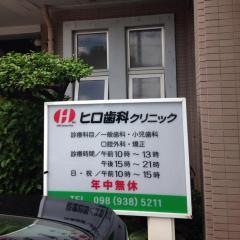 H
ヒロ歯科クリニック
診療科目／一般歯科・小児歯科
口腔外科・矯正
診療時間／午前10時〜13時
午後15時〜21時
日・祝／午前10時〜15時
年中無休
TEL 098(938)5211